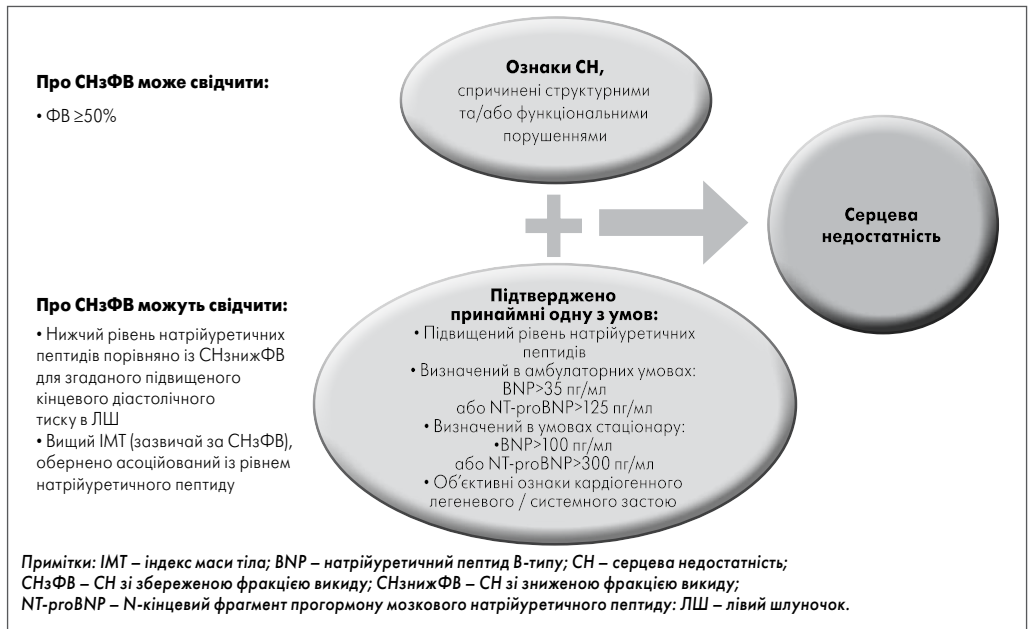 Про СНзФВ може свідчити:
• ФВ ≥50%
Ознаки СН,
спричинені структурними
та/або функціональними
порушеннями
Серцева
недостатність
Про СНзФВ можуть свідчити:
• Нижчий рівень натрійуретичних
пептидів порівняно із СНзнижФВ
для згаданого підвищеного
кінцевого діастолічного
тиску в ЛШ
• Вищий ІМТ (зазвичай за СНзФВ),
обернено асоційований із рівнем
натрійуретичного пептиду
Підтверджено
принаймні одну з умов:
• Підвищений рівень натрійуретичних
пептидів
• Визначений в амбулаторних умовах:
BNP>35 пг/мл
або NT-proBNP>125 пг/мл
• Визначений в умовах стаціонару:
•BNP>100 пг/мл
або NT-proBNP>300 пг/мл
• Об’єктивні ознаки кардіогенного
легеневого / системного застою
Примітки: ІМТ – індекс маси тіла; BNP – натрійуретичний пептид В-типу; СН – серцева недостатність;
СНзФВ – СН зі збереженою фракцією викиду; СНзнижФВ – СН зі зниженою фракцією викиду;
NT-proBNP – N-кінцевий фрагмент прогормону мозкового натрійуретичного пептиду: ЛШ – лівий шлуночок.